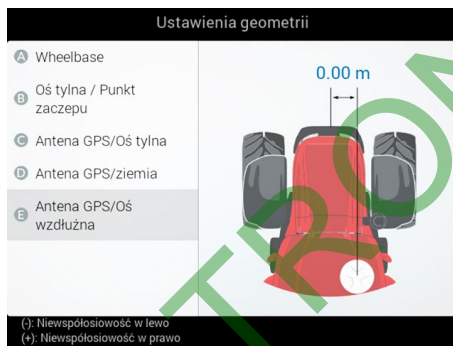 Ustawienia geometrii
A Wheelbase
B Oś tylna / Punkt
zaczepu
C Antena GPS/Oś tylna
D Antena GPS/ziemia
E Antena GPS/Oś
wzdłużna
0.00 m
(-): Niewspółosiowość w lewo
(+): Niewspółosiowość w prawo
TRON